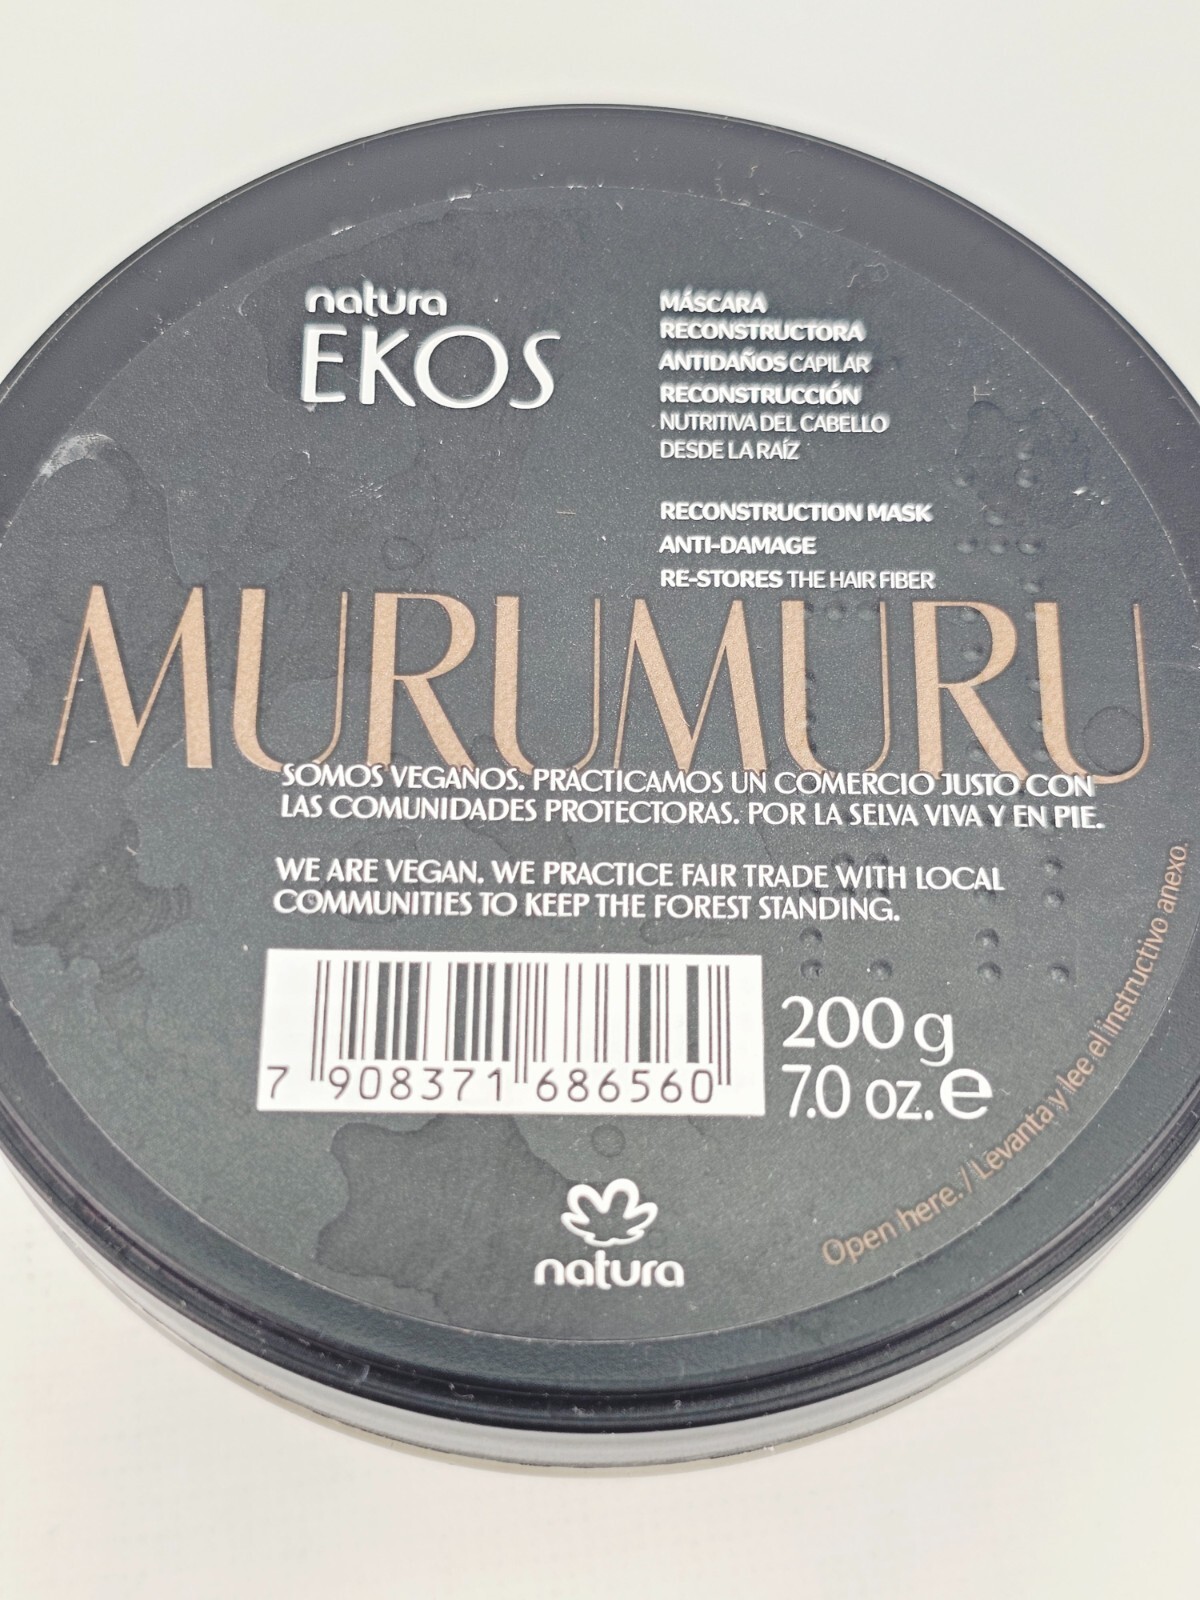 natura
EKOS
MÁSCARA
RECONSTRUCTORA
ANTIDAÑOS CAPILAR
RECONSTRUCCIÓN
NUTRITIVA DEL CABELLO
DESDE LA RAÍZ
RECONSTRUCTION MASK
ANTI-DAMAGE
RE-STORES THE HAIR FIBER
MURUMURU
SOMOS VEGANOS. PRACTICAMOS UN COMERCIO JUSTO CON
LAS COMUNIDADES PROTECTORAS. POR LA SELVA VIVA Y EN PIE.
WE ARE VEGAN. WE PRACTICE FAIR TRADE WITH LOCAL
COMMUNITIES TO KEEP THE FOREST STANDING.
7 908371 686560
200 g
7.0 oz. e
Open here. / Levanta y lee el instructivo anexo.
natura